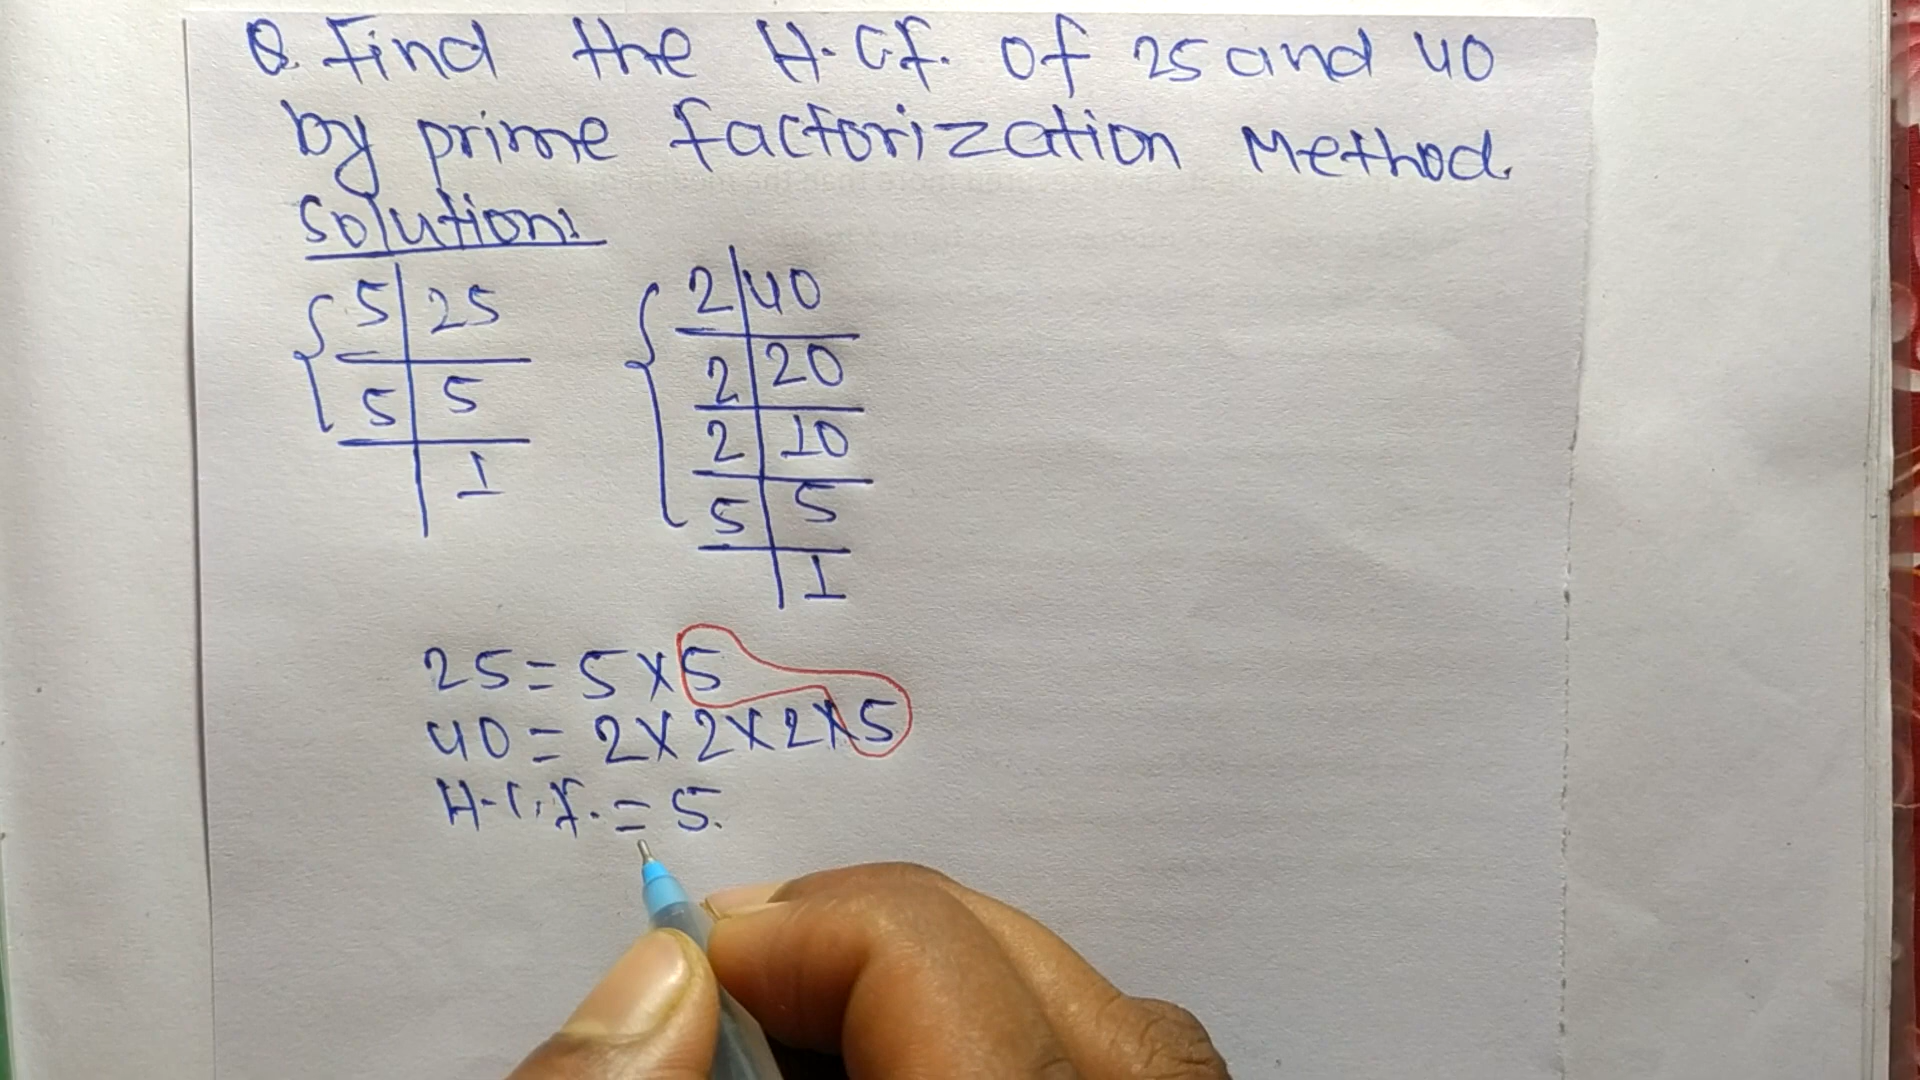 Q. Find the H.C.F. of 25 and 40
by prime factorization Method.
Solution:
5 | 25
5 | 5
1
2 | 40
2 | 20
2 | 10
5 | 5
1
25 = 5 × 5
40 = 2 × 2 × 2 × 5
H.C.F. = 5.